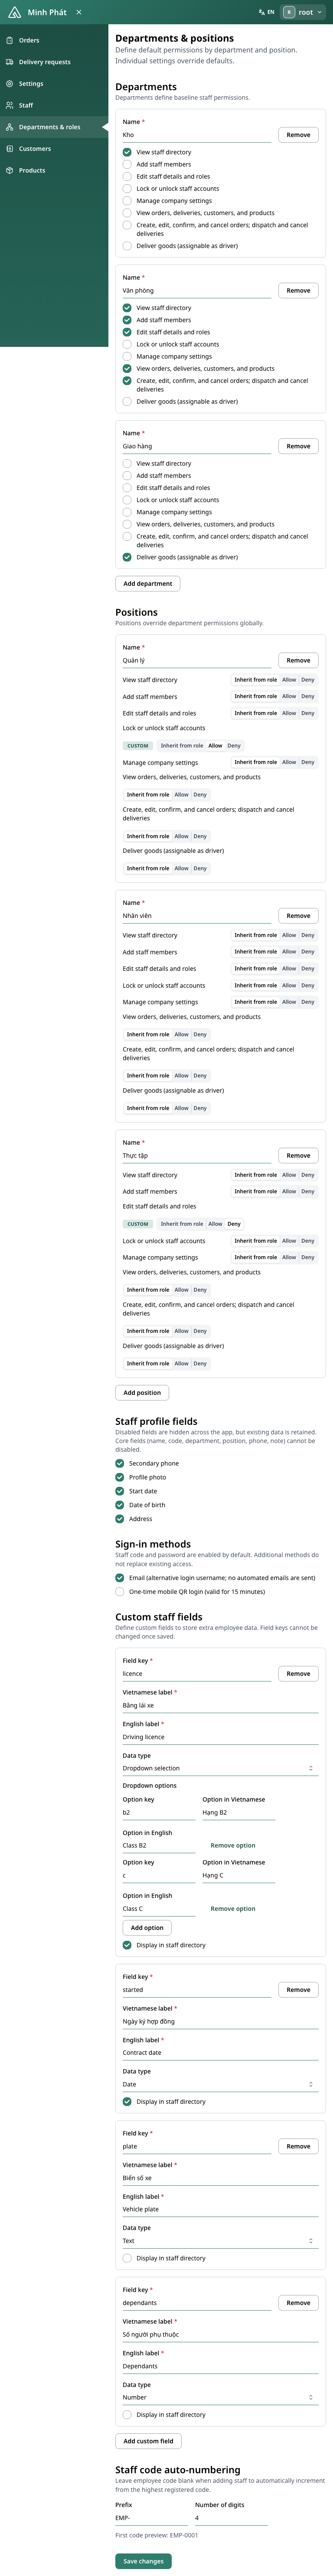 Minh Phát
EN
R
root
Orders
Delivery requests
Settings
Staff
Departments & roles
Customers
Products
Departments & positions
Define default permissions by department and position.
Individual settings override defaults.
Departments
Departments define baseline staff permissions.
Name *
Kho
Remove
View staff directory
Add staff members
Edit staff details and roles
Lock or unlock staff accounts
Manage company settings
View orders, deliveries, customers, and products
Create, edit, confirm, and cancel orders; dispatch and cancel
deliveries
Deliver goods (assignable as driver)
Name *
Văn phòng
Remove
View staff directory
Add staff members
Edit staff details and roles
Lock or unlock staff accounts
Manage company settings
View orders, deliveries, customers, and products
Create, edit, confirm, and cancel orders; dispatch and cancel
deliveries
Deliver goods (assignable as driver)
Name *
Giao hàng
Remove
View staff directory
Add staff members
Edit staff details and roles
Lock or unlock staff accounts
Manage company settings
View orders, deliveries, customers, and products
Create, edit, confirm, and cancel orders; dispatch and cancel
deliveries
Deliver goods (assignable as driver)
Add department
Positions
Positions override department permissions globally.
Name *
Quản lý
Remove
View staff directory Inherit from role Allow Deny
Add staff members Inherit from role Allow Deny
Edit staff details and roles Inherit from role Allow Deny
Lock or unlock staff accounts
CUSTOM Inherit from role Allow Deny
Manage company settings Inherit from role Allow Deny
View orders, deliveries, customers, and products
Inherit from role Allow Deny
Create, edit, confirm, and cancel orders; dispatch and cancel
deliveries
Inherit from role Allow Deny
Deliver goods (assignable as driver)
Inherit from role Allow Deny
Name *
Nhân viên
Remove
View staff directory Inherit from role Allow Deny
Add staff members Inherit from role Allow Deny
Edit staff details and roles Inherit from role Allow Deny
Lock or unlock staff accounts Inherit from role Allow Deny
Manage company settings Inherit from role Allow Deny
View orders, deliveries, customers, and products
Inherit from role Allow Deny
Create, edit, confirm, and cancel orders; dispatch and cancel
deliveries
Inherit from role Allow Deny
Deliver goods (assignable as driver)
Inherit from role Allow Deny
Name *
Thực tập
Remove
View staff directory Inherit from role Allow Deny
Add staff members Inherit from role Allow Deny
Edit staff details and roles
CUSTOM Inherit from role Allow Deny
Lock or unlock staff accounts Inherit from role Allow Deny
Manage company settings Inherit from role Allow Deny
View orders, deliveries, customers, and products
Inherit from role Allow Deny
Create, edit, confirm, and cancel orders; dispatch and cancel
deliveries
Inherit from role Allow Deny
Deliver goods (assignable as driver)
Inherit from role Allow Deny
Add position
Staff profile fields
Disabled fields are hidden across the app, but existing data is retained.
Core fields (name, code, department, position, phone, note) cannot be
disabled.
Secondary phone
Profile photo
Start date
Date of birth
Address
Sign-in methods
Staff code and password are enabled by default. Additional methods do
not replace existing access.
Email (alternative login username; no automated emails are sent)
One-time mobile QR login (valid for 15 minutes)
Custom staff fields
Define custom fields to store extra employee data. Field keys cannot be
changed once saved.
Field key *
licence
Remove
Vietnamese label *
Bằng lái xe
English label *
Driving licence
Data type
Dropdown selection
Dropdown options
Option key Option in Vietnamese
b2 Hạng B2
Option in English
Class B2 Remove option
Option key Option in Vietnamese
c Hạng C
Option in English
Class C Remove option
Add option
Display in staff directory
Field key *
started
Remove
Vietnamese label *
Ngày ký hợp đồng
English label *
Contract date
Data type
Date
Display in staff directory
Field key *
plate
Remove
Vietnamese label *
Biển số xe
English label *
Vehicle plate
Data type
Text
Display in staff directory
Field key *
dependants
Remove
Vietnamese label *
Số người phụ thuộc
English label *
Dependants
Data type
Number
Display in staff directory
Add custom field
Staff code auto-numbering
Leave employee code blank when adding staff to automatically increment
from the highest registered code.
Prefix Number of digits
EMP- 4
First code preview: EMP-0001
Save changes